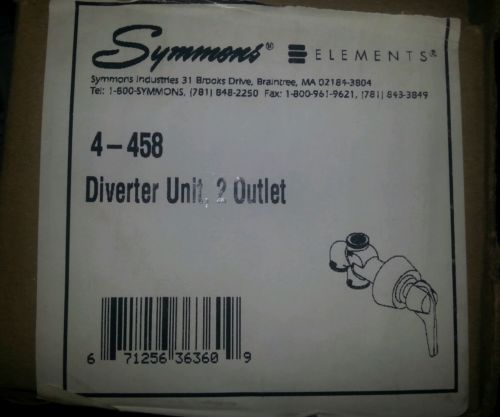 Symmons® ELEMENTS®
Symmons Industries 31 Brooks Drive, Braintree, MA 02184-3804
Tel: 1-800-SYMMONS, (781) 848-2250 Fax: 1-800-961-9621, (781) 843-3849
4-458
Diverter Unit, 2 Outlet
6 71256 36360 9